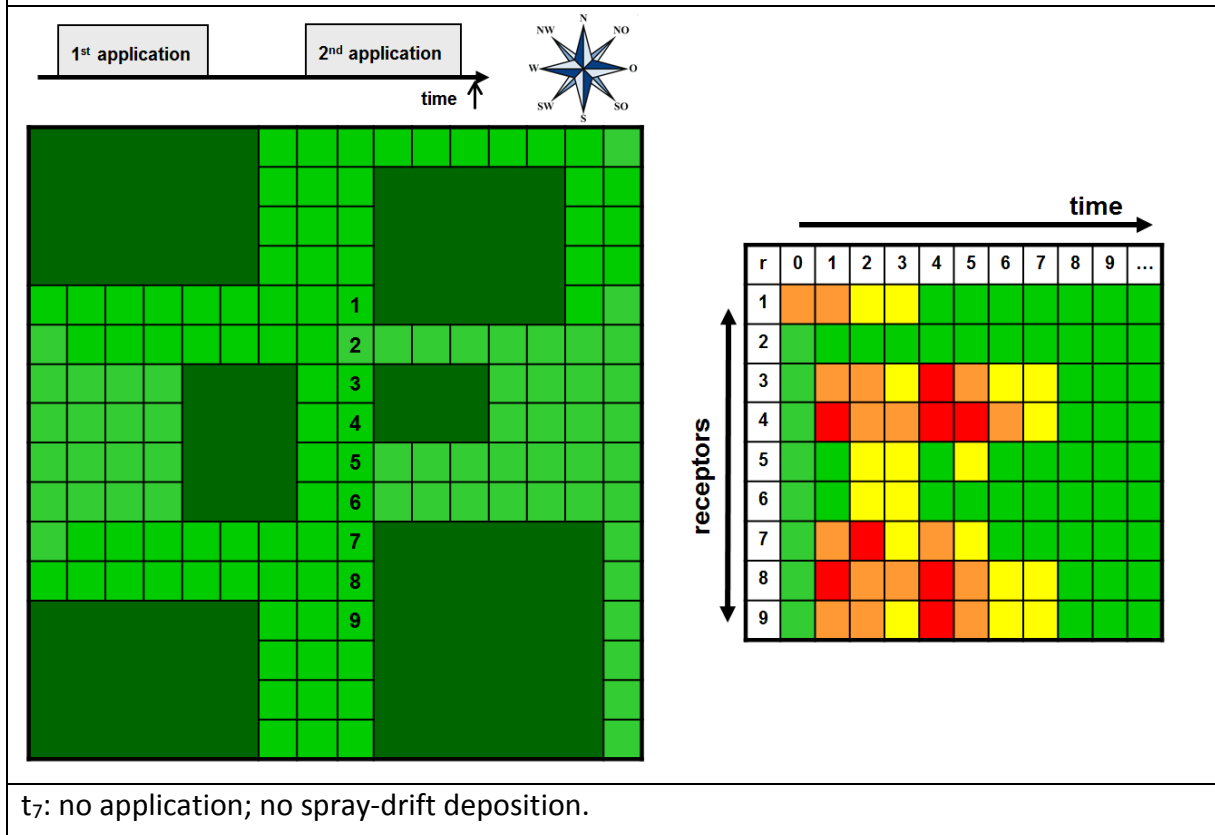 1st application
2nd application
time
N
NW
NO
W
O
SW
SO
S
1
2
3
4
5
6
7
8
9
time
r 0 1 2 3 4 5 6 7 8 9 ...
1
2
3
4
5
6
7
8
9
receptors
t7: no application; no spray-drift deposition.